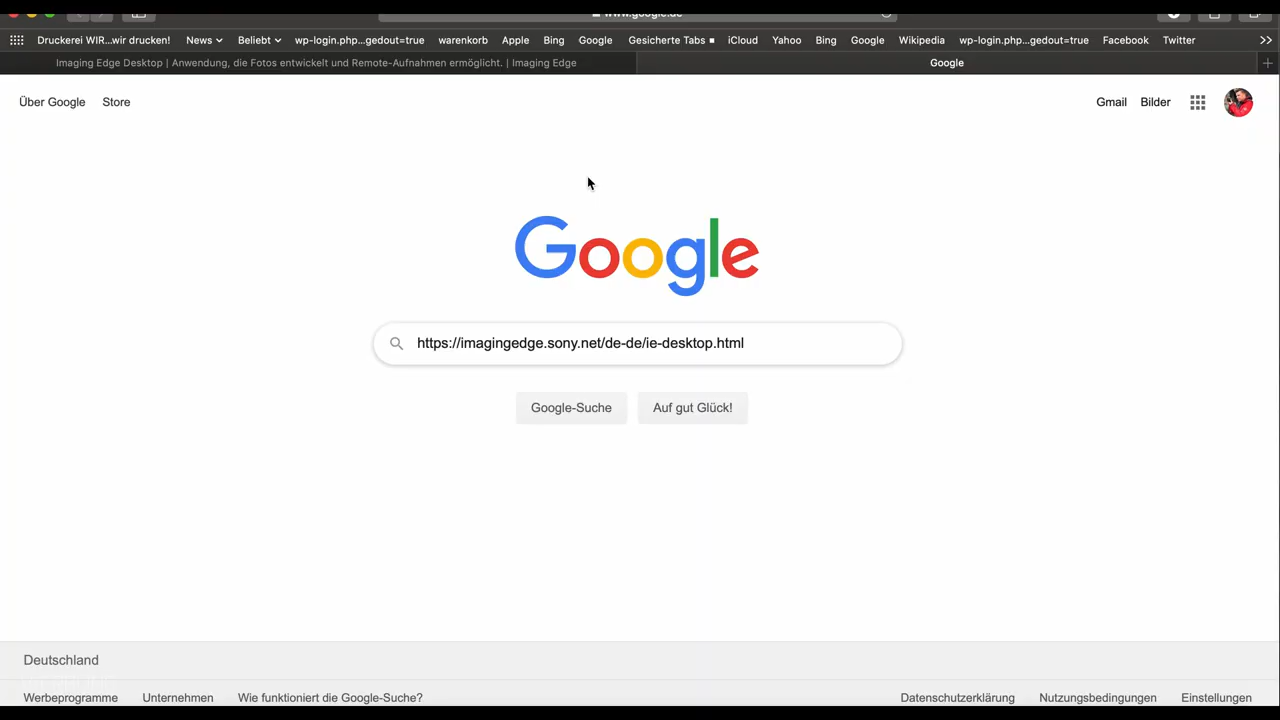 www.google.de
Druckerei WIR...wir drucken! News Beliebt wp-login.php...gedout=true warenkorb Apple Bing Google Gesicherte Tabs iCloud Yahoo Bing Google Wikipedia wp-login.php...gedout=true Facebook Twitter
Imaging Edge Desktop | Anwendung, die Fotos entwickelt und Remote-Aufnahmen ermöglicht. | Imaging Edge Google
Über Google Store Gmail Bilder
Google
https://imagingedge.sony.net/de-de/ie-desktop.html
Google-Suche Auf gut Glück!
Deutschland
Werbeprogramme Unternehmen Wie funktioniert die Google-Suche? Datenschutzerklärung Nutzungsbedingungen Einstellungen